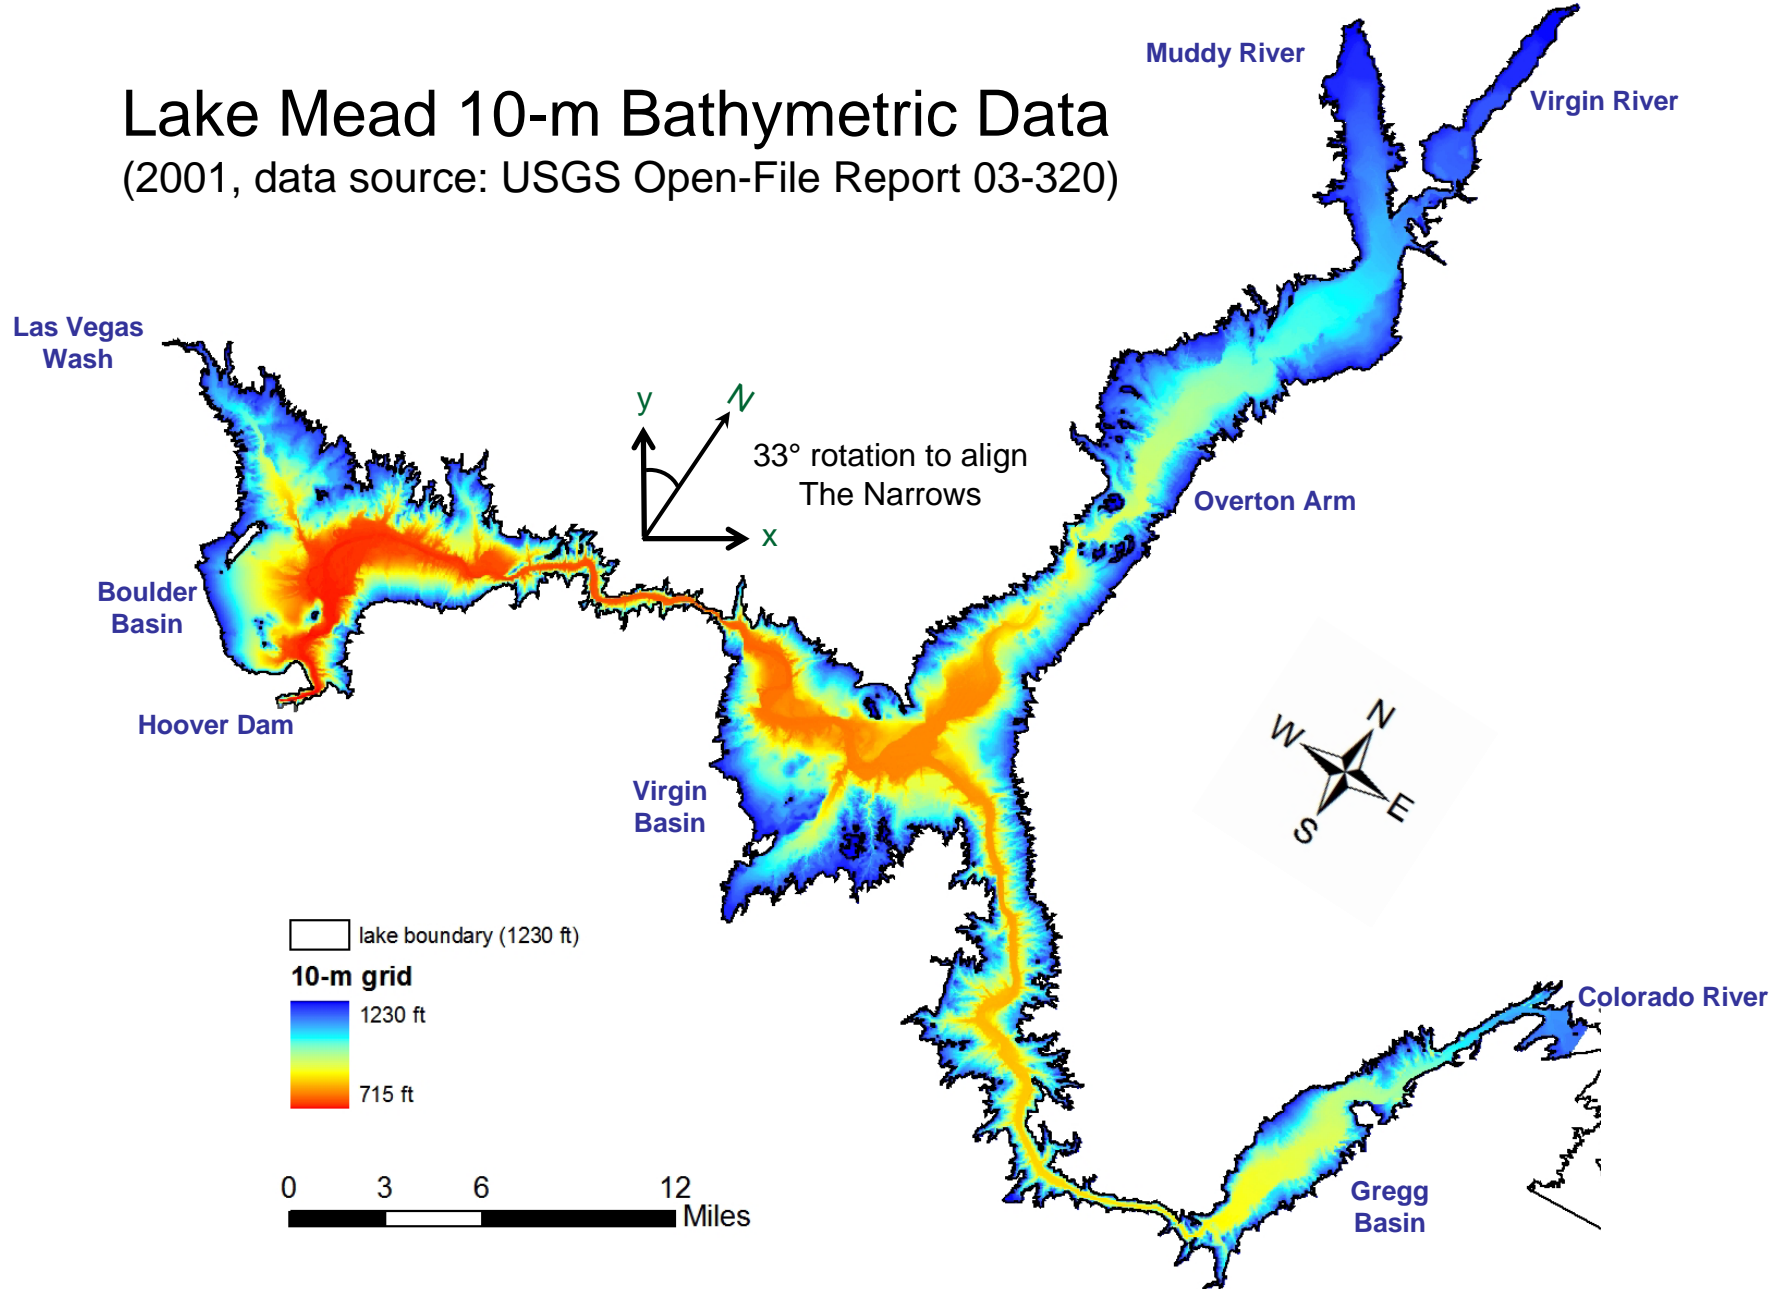 Muddy River
Virgin River
Lake Mead 10-m Bathymetric Data
(2001, data source: USGS Open-File Report 03-320)
Las Vegas
Wash
y
N
33° rotation to align
The Narrows
x
Overton Arm
Boulder
Basin
Hoover Dam
N
W
E
S
Virgin
Basin
lake boundary (1230 ft)
10-m grid
1230 ft
715 ft
Colorado River
0 3 6 12
Miles
Gregg
Basin